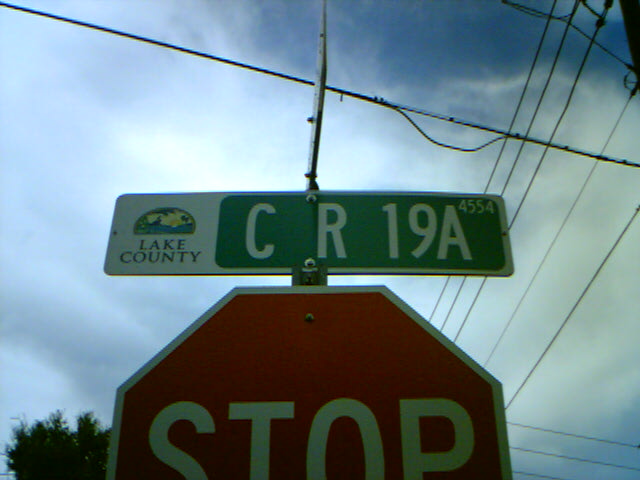 C R 19A 4554
LAKE
COUNTY
STOP